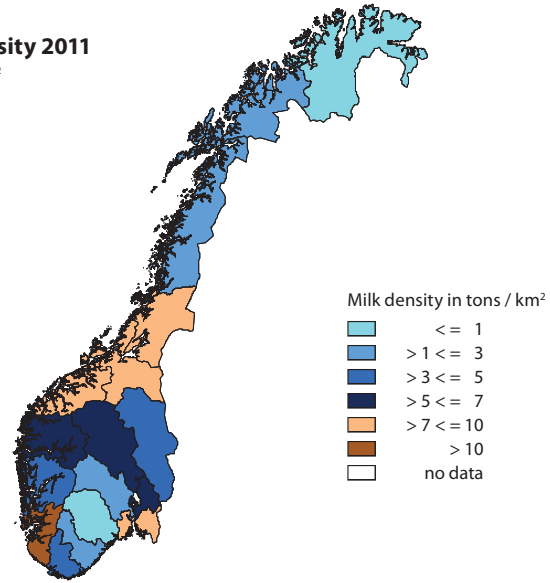 sity 2011
2
Milk density in tons / km²
<= 1
> 1 <= 3
> 3 <= 5
> 5 <= 7
> 7 <= 10
> 10
no data